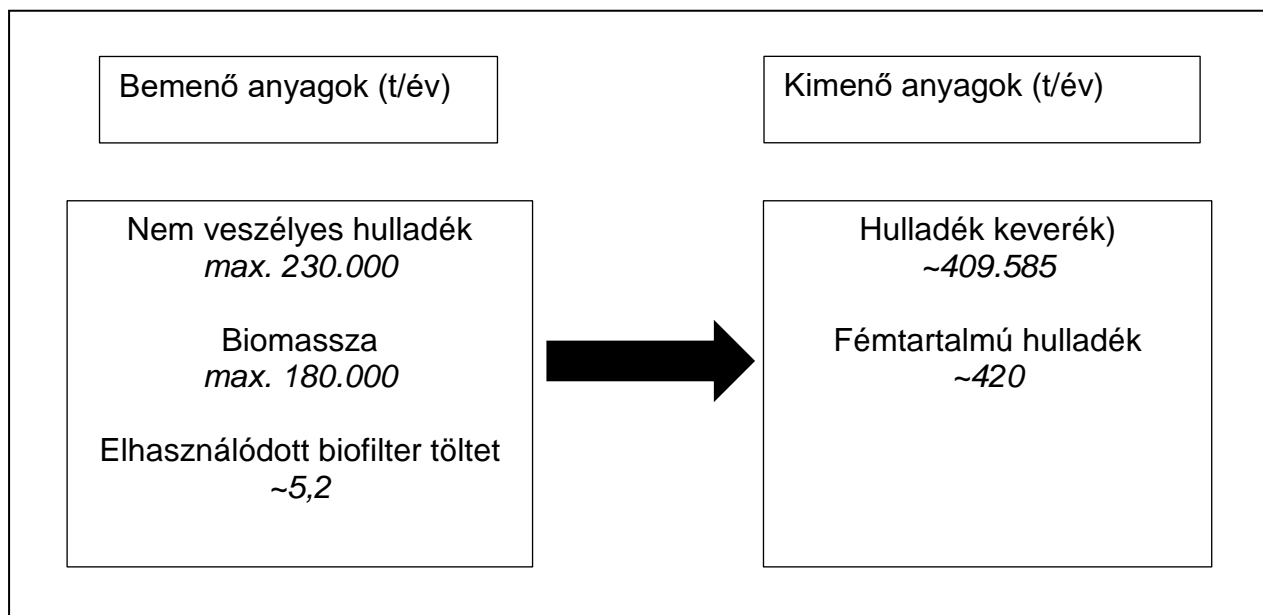 Bemenő anyagok (t/év)
Kimenő anyagok (t/év)
Nem veszélyes hulladék
max. 230.000
Biomassza
max. 180.000
Elhasználódott biofilter töltet
~5,2
Hulladék keverék)
~409.585
Fémtartalmú hulladék
~420